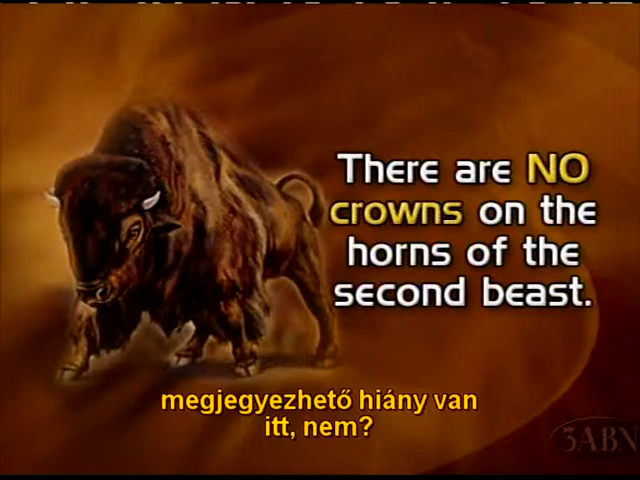 There are NO
crowns on the
horns of the
second beast.
megjegyezhető hiány van
itt, nem?
3ABN